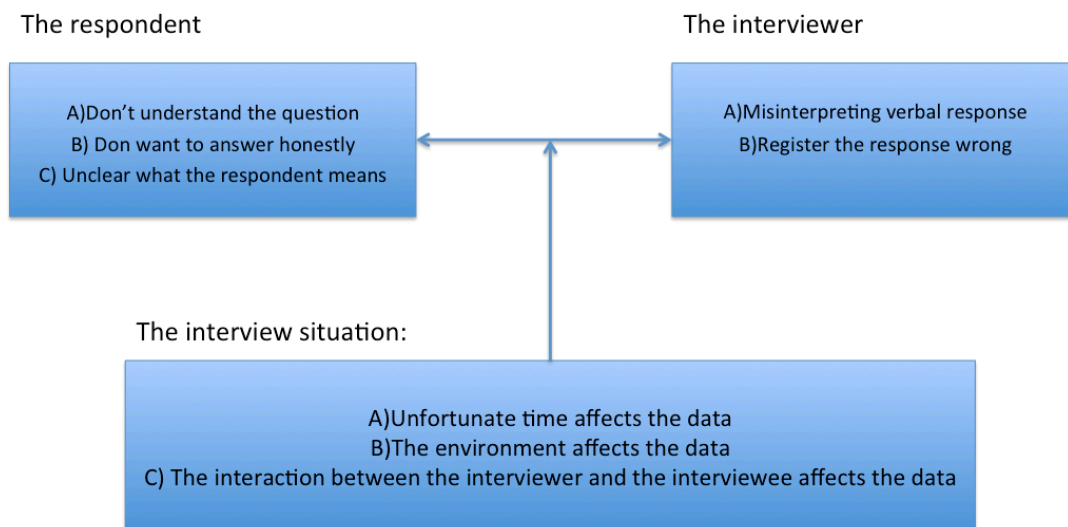 The respondent
A)Don't understand the question
B) Don want to answer honestly
C) Unclear what the respondent means
The interviewer
A)Misinterpreting verbal response
B)Register the response wrong
The interview situation:
A)Unfortunate time affects the data
B)The environment affects the data
C) The interaction between the interviewer and the interviewee affects the data